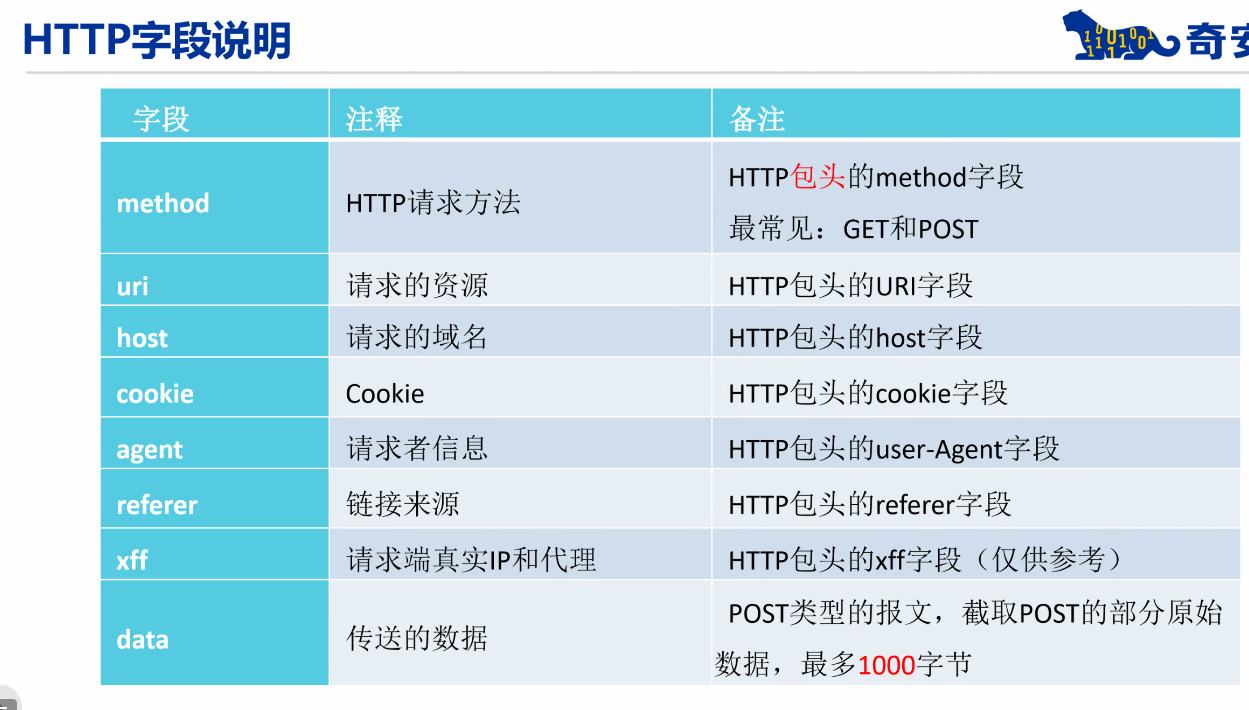 HTTP字段说明
奇安
字段 注释 备注
method HTTP请求方法 HTTP包头的method字段
最常见：GET和POST
uri 请求的资源 HTTP包头的URI字段
host 请求的域名 HTTP包头的host字段
cookie Cookie HTTP包头的cookie字段
agent 请求者信息 HTTP包头的user-Agent字段
referer 链接来源 HTTP包头的referer字段
xff 请求端真实IP和代理 HTTP包头的xff字段（仅供参考）
data 传送的数据 POST类型的报文，截取POST的部分原始
数据，最多1000字节